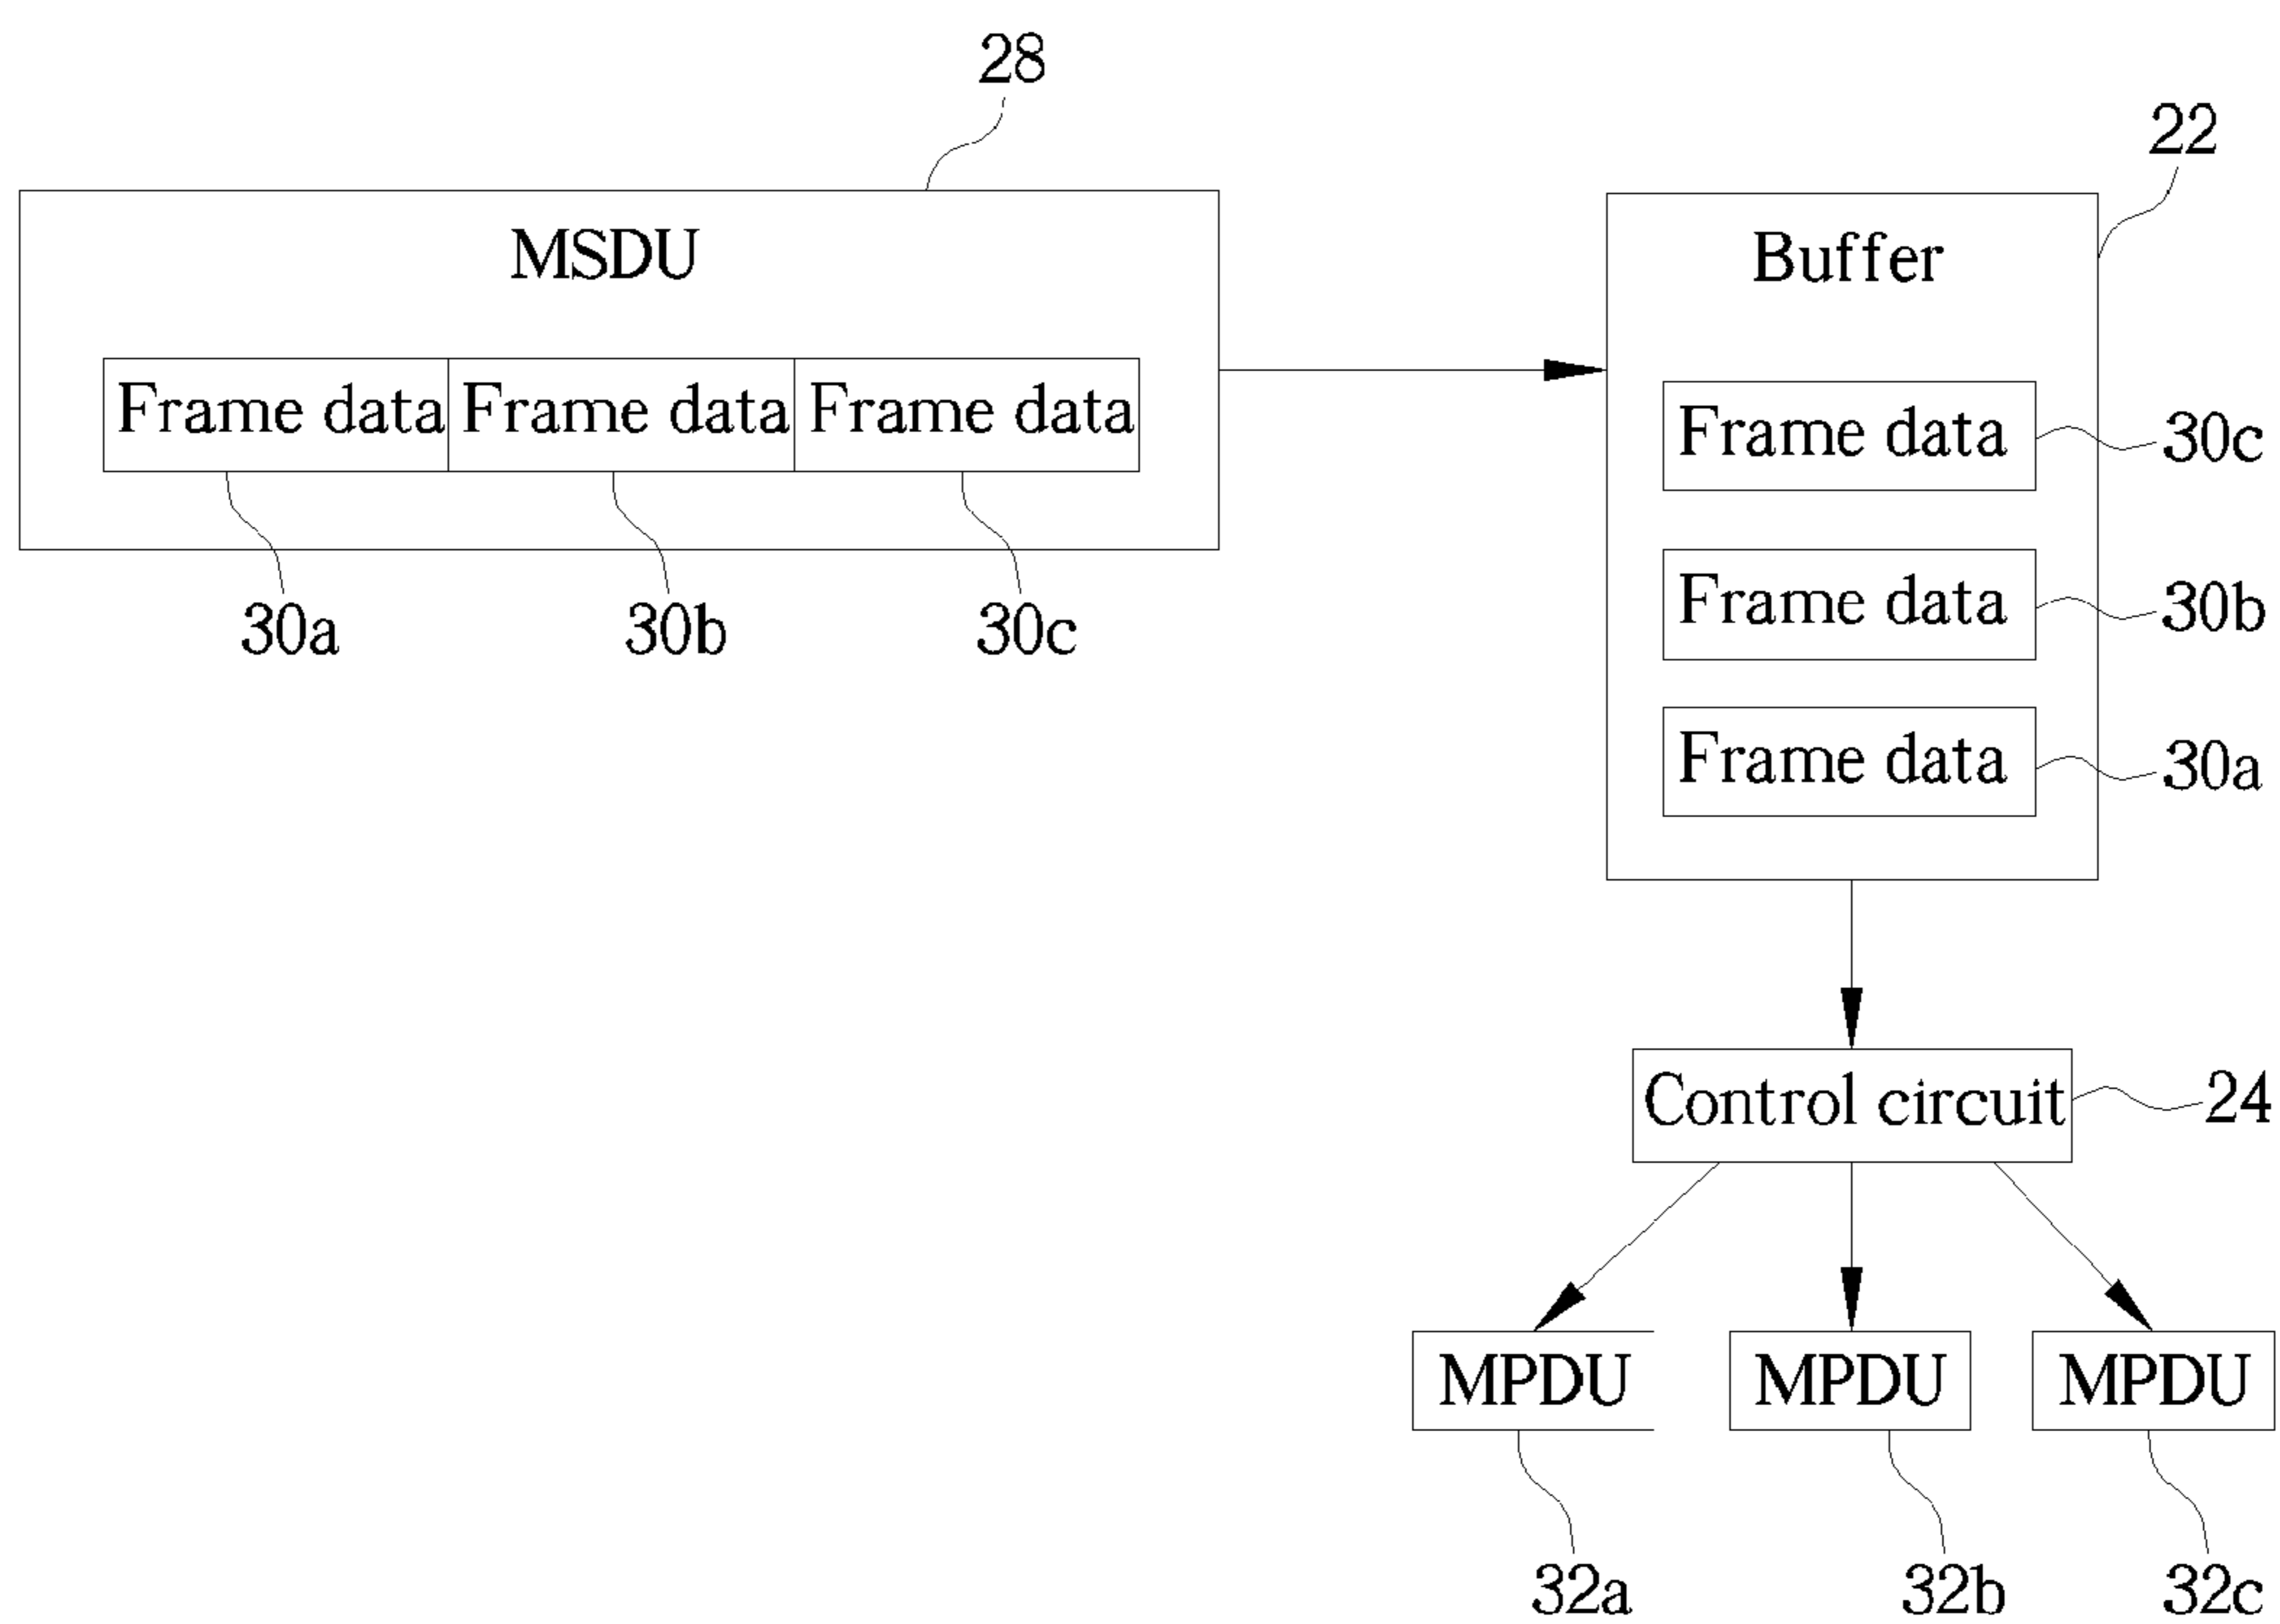 28
22
MSDU
Buffer
Frame data Frame data Frame data
Frame data 30c
30a 30b 30c
Frame data 30b
Frame data 30a
Control circuit 24
MPDU MPDU MPDU
32a 32b 32c